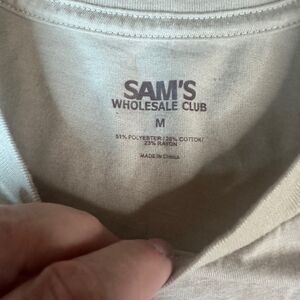 SAM'S
WHOLESALE CLUB
M
51% POLYESTER / 26% COTTON/
23% RAYON
MADE IN CHINA